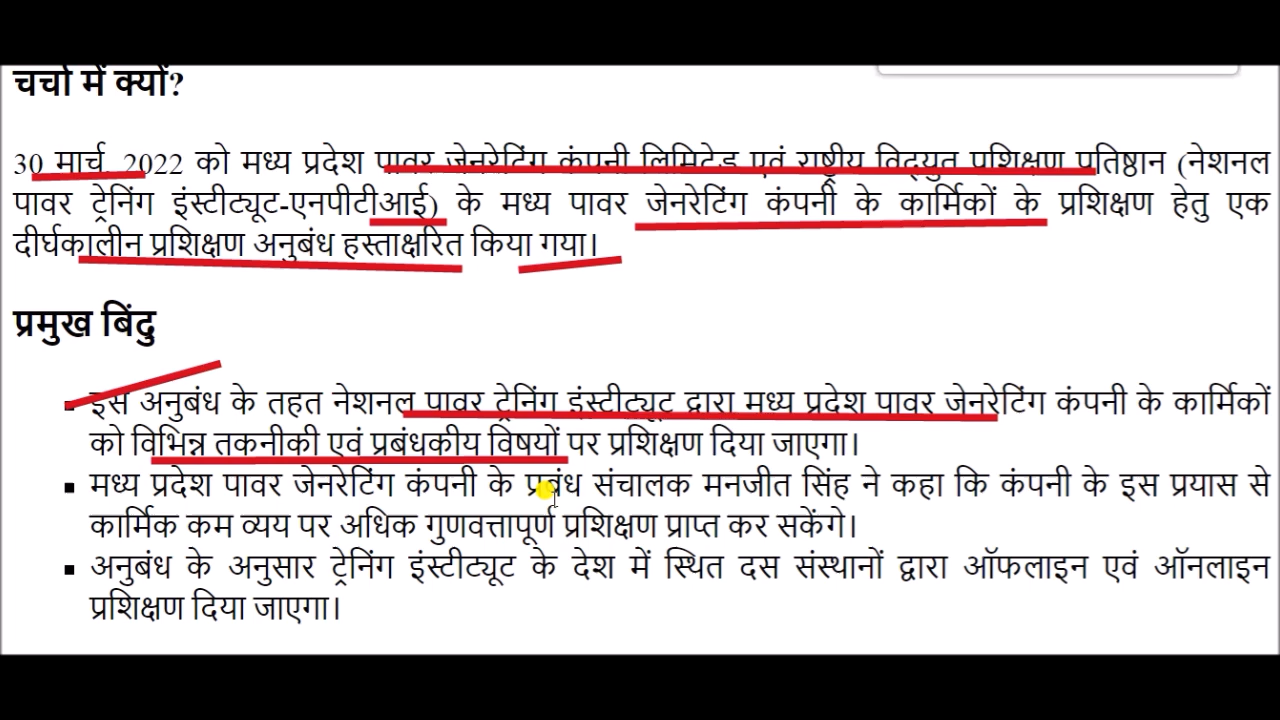 चर्चा में क्यों?
30 मार्च, 2022 को मध्य प्रदेश पावर जेनरेटिंग कंपनी लिमिटेड एवं राष्ट्रीय विद्युत प्रशिक्षण प्रतिष्ठान (नेशनल
पावर ट्रेनिंग इंस्टीट्यूट-एनपीटीआई) के मध्य पावर जेनरेटिंग कंपनी के कार्मिकों के प्रशिक्षण हेतु एक
दीर्घकालीन प्रशिक्षण अनुबंध हस्ताक्षरित किया गया।
प्रमुख बिंदु
इस अनुबंध के तहत नेशनल पावर ट्रेनिंग इंस्टीट्यूट द्वारा मध्य प्रदेश पावर जेनरेटिंग कंपनी के कार्मिकों
को विभिन्न तकनीकी एवं प्रबंधकीय विषयों पर प्रशिक्षण दिया जाएगा।
मध्य प्रदेश पावर जेनरेटिंग कंपनी के प्रबंध संचालक मनजीत सिंह ने कहा कि कंपनी के इस प्रयास से
कार्मिक कम व्यय पर अधिक गुणवत्तापूर्ण प्रशिक्षण प्राप्त कर सकेंगे।
अनुबंध के अनुसार ट्रेनिंग इंस्टीट्यूट के देश में स्थित दस संस्थानों द्वारा ऑफलाइन एवं ऑनलाइन
प्रशिक्षण दिया जाएगा।